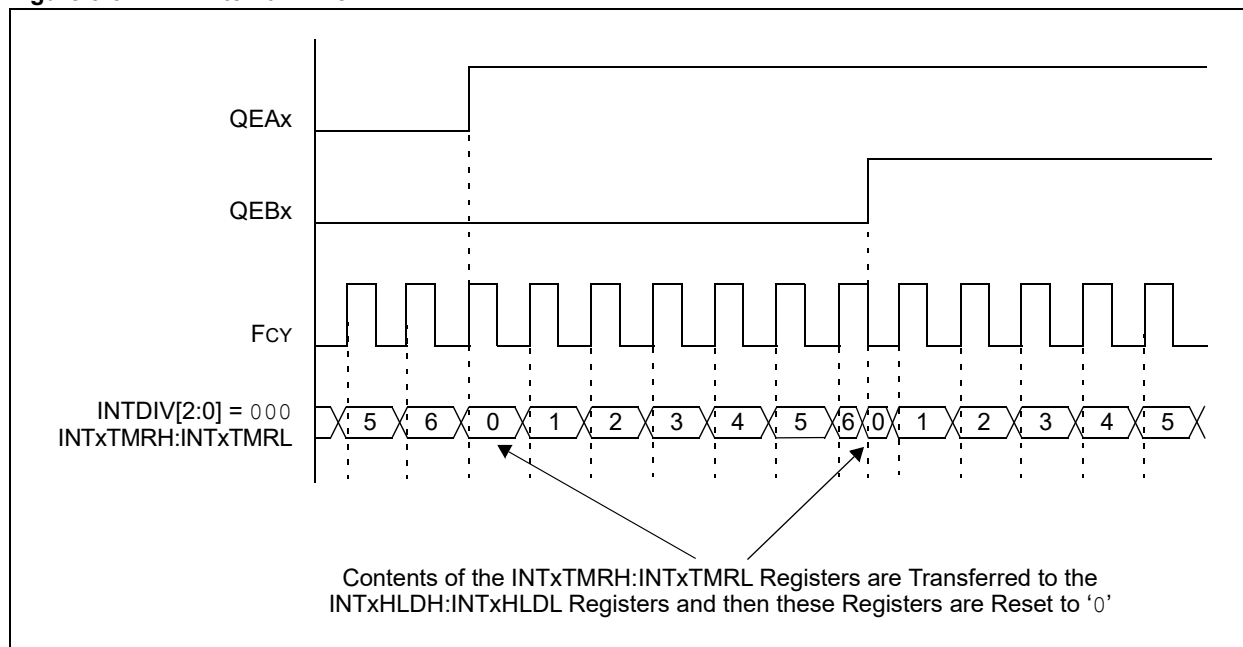 QEAx
QEBx
FCY
INTDIV[2:0] = 000
INTxTMRH:INTxTMRL
5 6 0 1 2 3 4 5 6 0 1 2 3 4 5
Contents of the INTxTMRH:INTxTMRL Registers are Transferred to the
INTxHLDH:INTxHLDL Registers and then these Registers are Reset to ‘0’